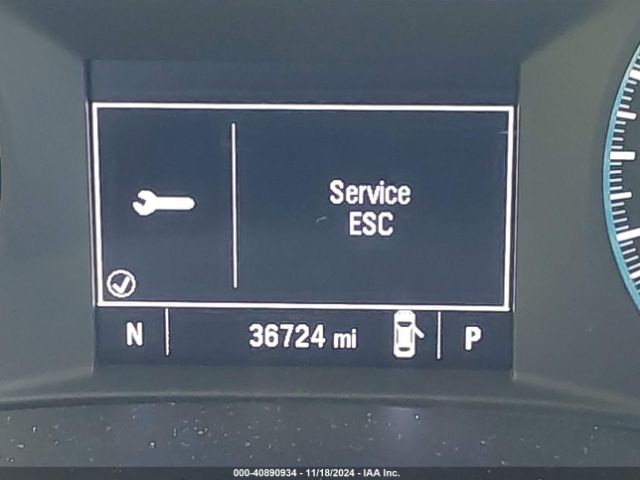 Service
ESC
N 36724 mi P
000-40890934 - 11/18/2024 - IAA Inc.